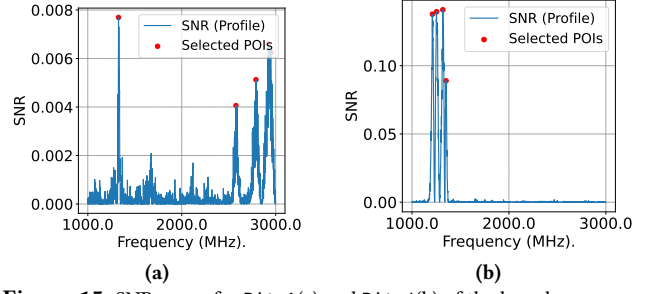 0.008
0.006
0.004
0.002
0.000
SNR
SNR (Profile)
Selected POIs
1000.0 2000.0 3000.0
Frequency (MHz).
(a)
0.10
0.05
0.00
SNR
SNR (Profile)
Selected POIs
1000.0 2000.0 3000.0
Frequency (MHz).
(b)